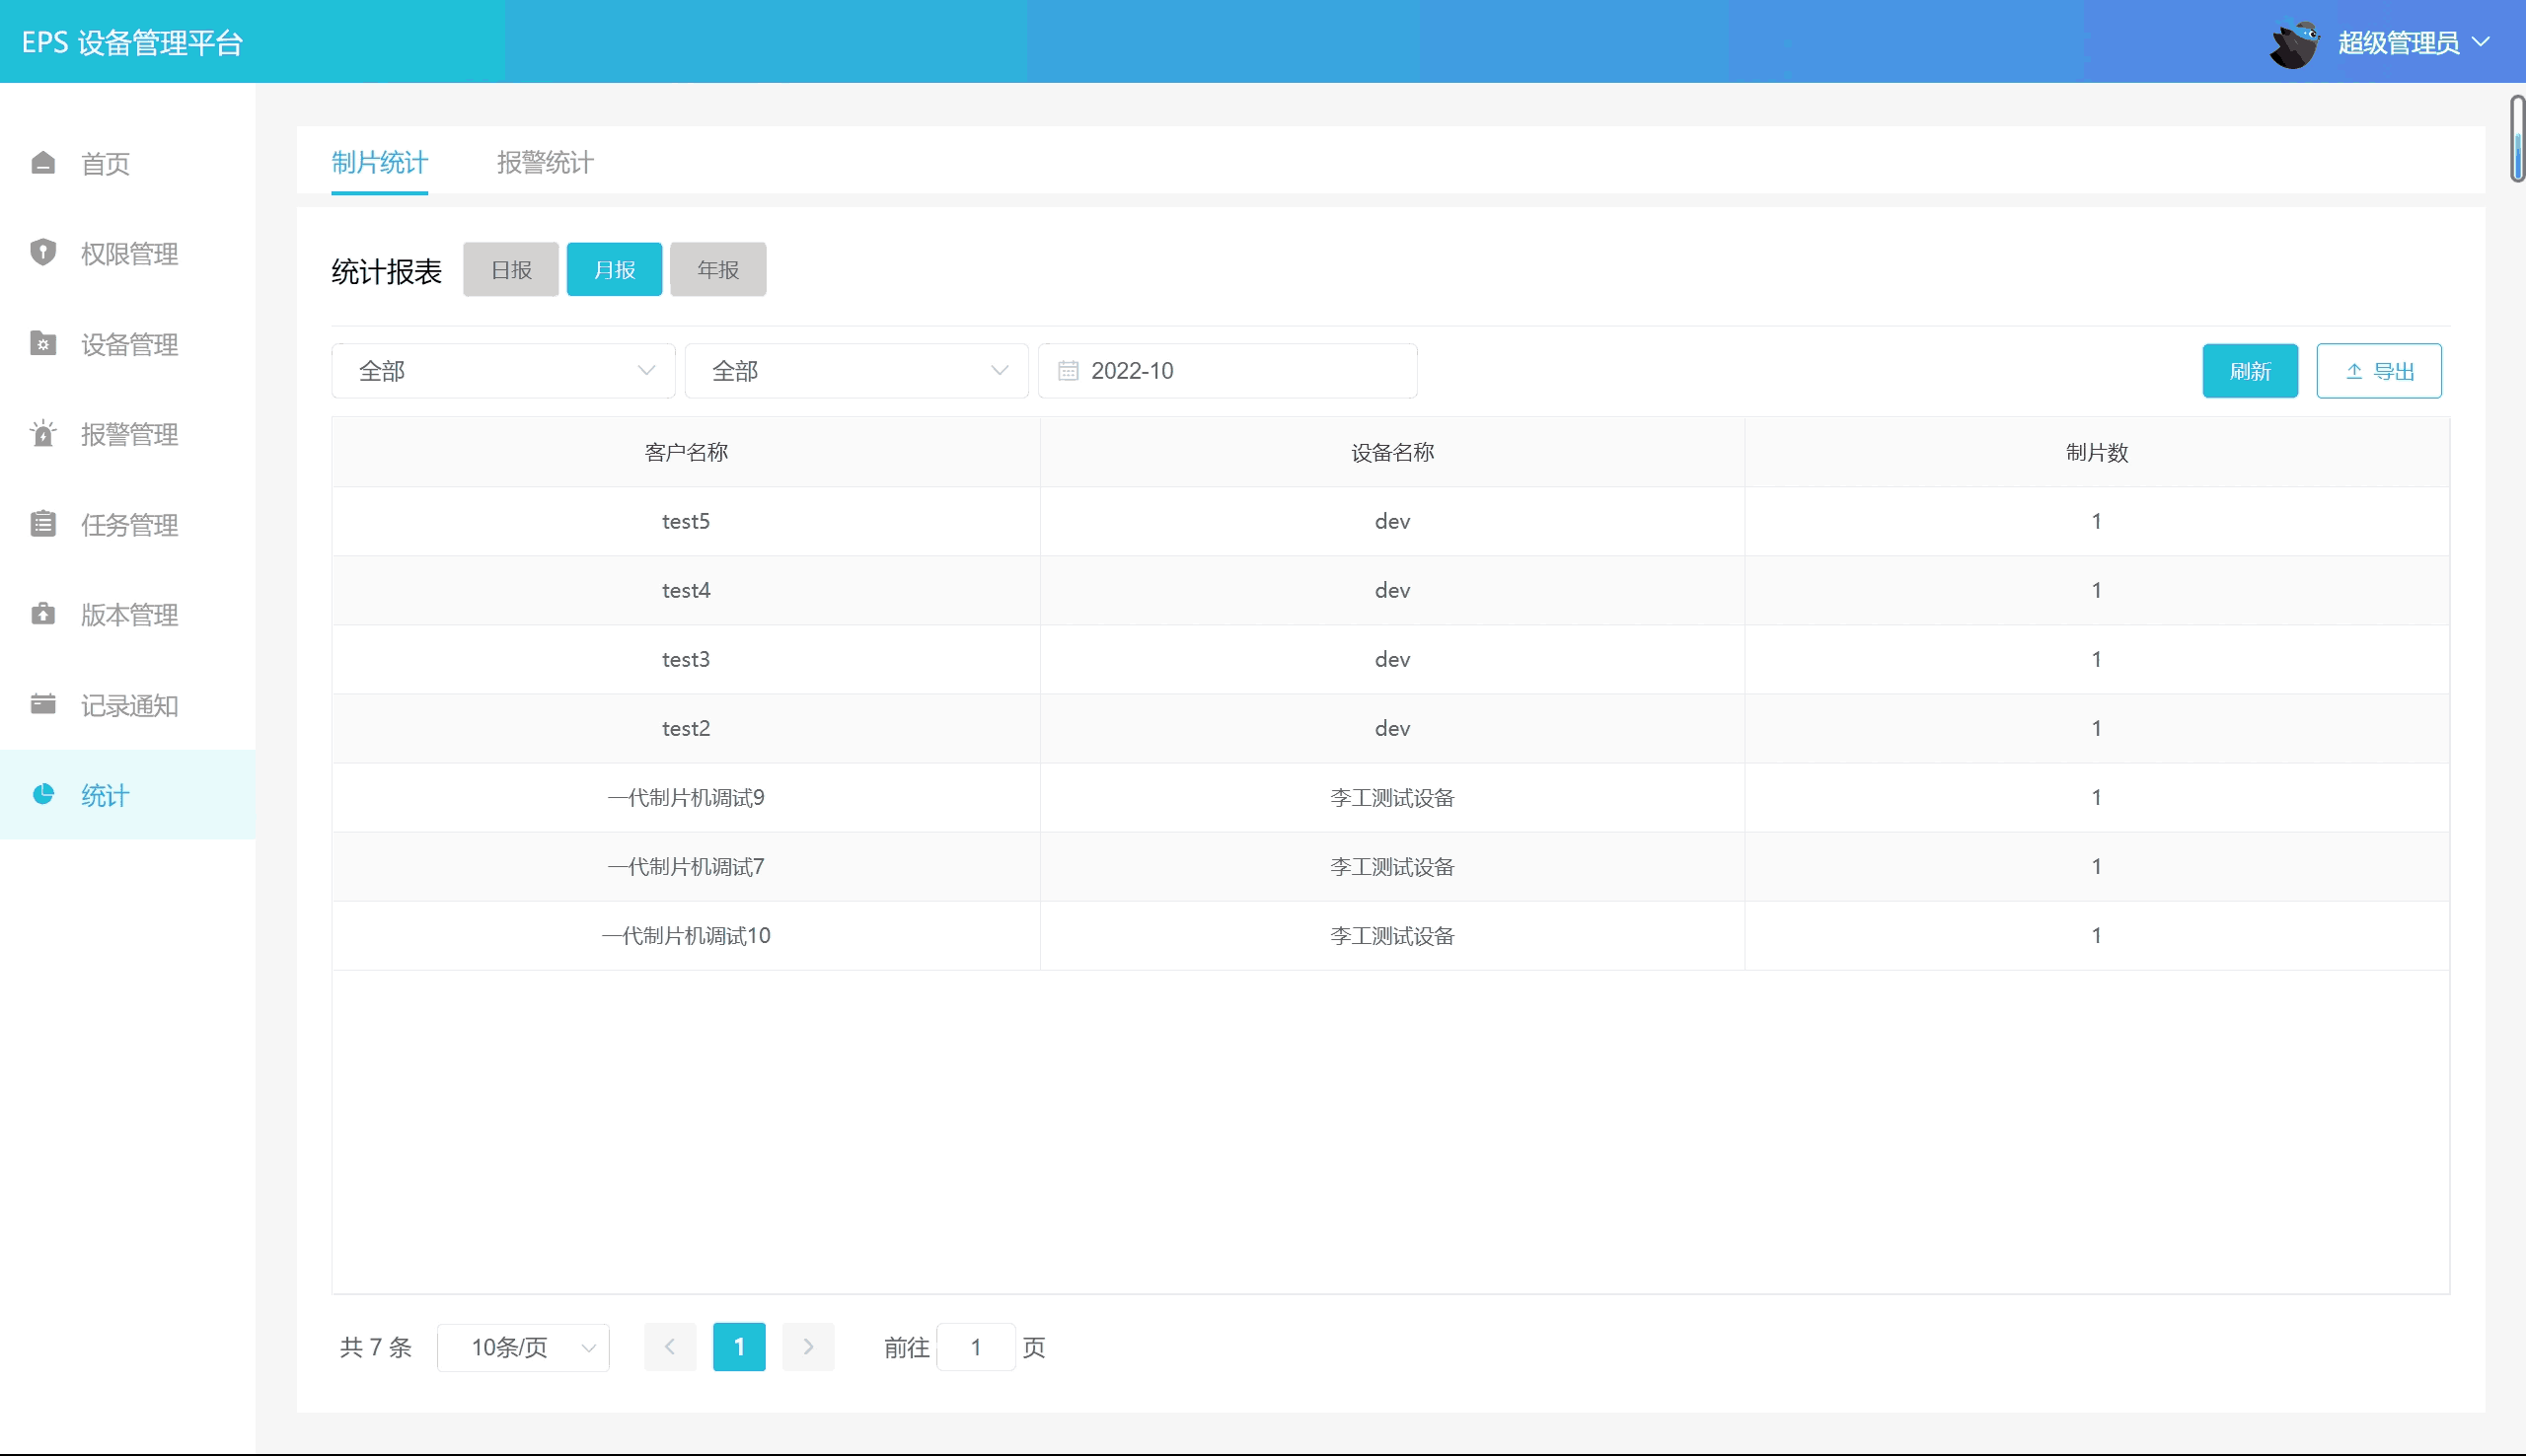 EPS 设备管理平台
超级管理员
首页
权限管理
设备管理
报警管理
任务管理
版本管理
记录通知
统计
制片统计 报警统计
统计报表 日报 月报 年报
全部 全部 2022-10 刷新 导出
客户名称 设备名称 制片数
test5 dev 1
test4 dev 1
test3 dev 1
test2 dev 1
一代制片机调试9 李工测试设备 1
一代制片机调试7 李工测试设备 1
一代制片机调试10 李工测试设备 1
共 7 条 10条/页 1 前往 1 页